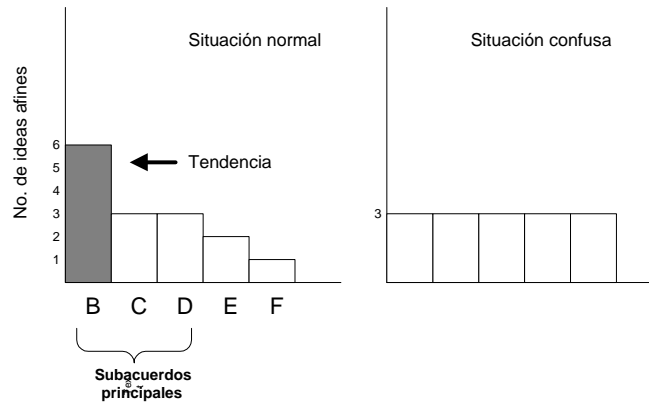 Situación normal
Situación confusa
No. de ideas afines
Tendencia
6
5
4
3
2
1
3
B C D E F
Subacuerdos
principales